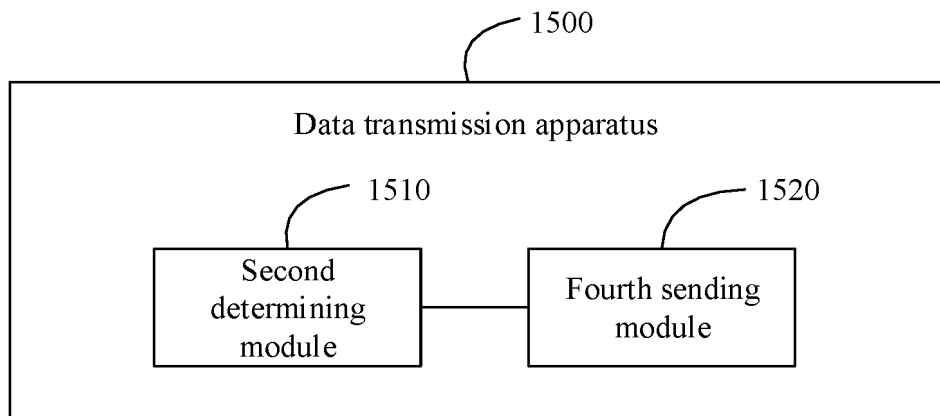 1500
Data transmission apparatus
1510
1520
Second
determining
module
Fourth sending
module